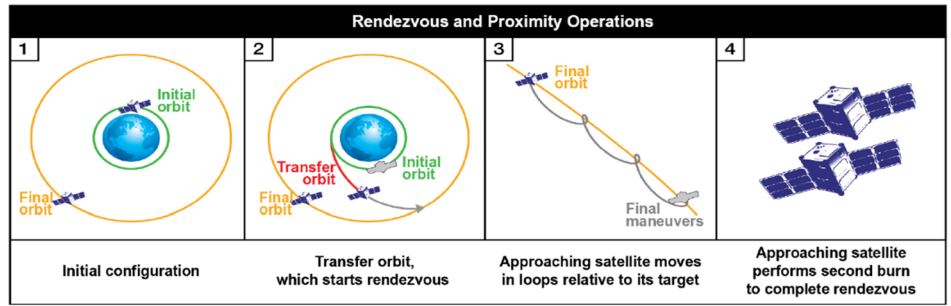 Rendezvous and Proximity Operations
1
Initial
orbit
Final
orbit
2
Transfer
orbit
Initial
orbit
Final
orbit
3
Final
orbit
Final
maneuvers
4
Initial configuration
Transfer orbit,
which starts rendezvous
Approaching satellite moves
in loops relative to its target
Approaching satellite
performs second burn
to complete rendezvous